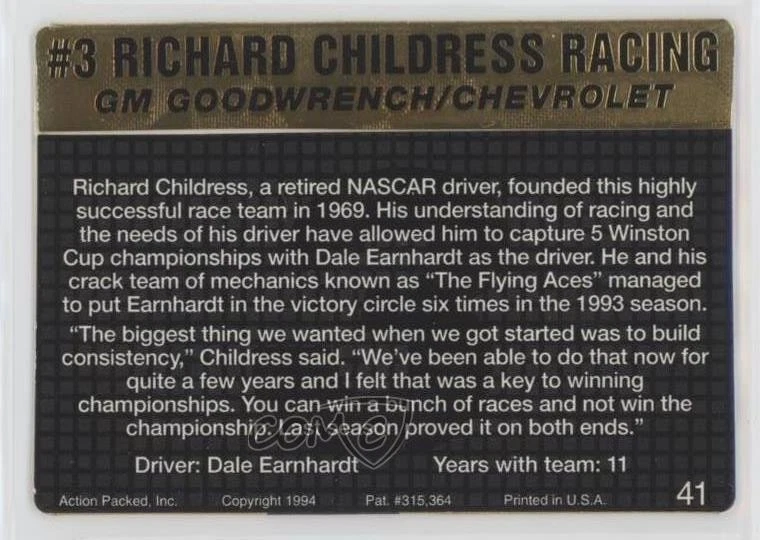 #3 RICHARD CHILDRESS RACING
GM GOODWRENCH/CHEVROLET
Richard Childress, a retired NASCAR driver, founded this highly
successful race team in 1969. His understanding of racing and
the needs of his driver have allowed him to capture 5 Winston
Cup championships with Dale Earnhardt as the driver. He and his
crack team of mechanics known as “The Flying Aces” managed
to put Earnhardt in the victory circle six times in the 1993 season.
“The biggest thing we wanted when we got started was to build
consistency,” Childress said. “We’ve been able to do that now for
quite a few years and I felt that was a key to winning
championships. You can win a bunch of races and not win the
championship. Last season proved it on both ends.”
COMC
Driver: Dale Earnhardt Years with team: 11
Action Packed, Inc. Copyright 1994 Pat. #315,364 Printed in U.S.A. 41